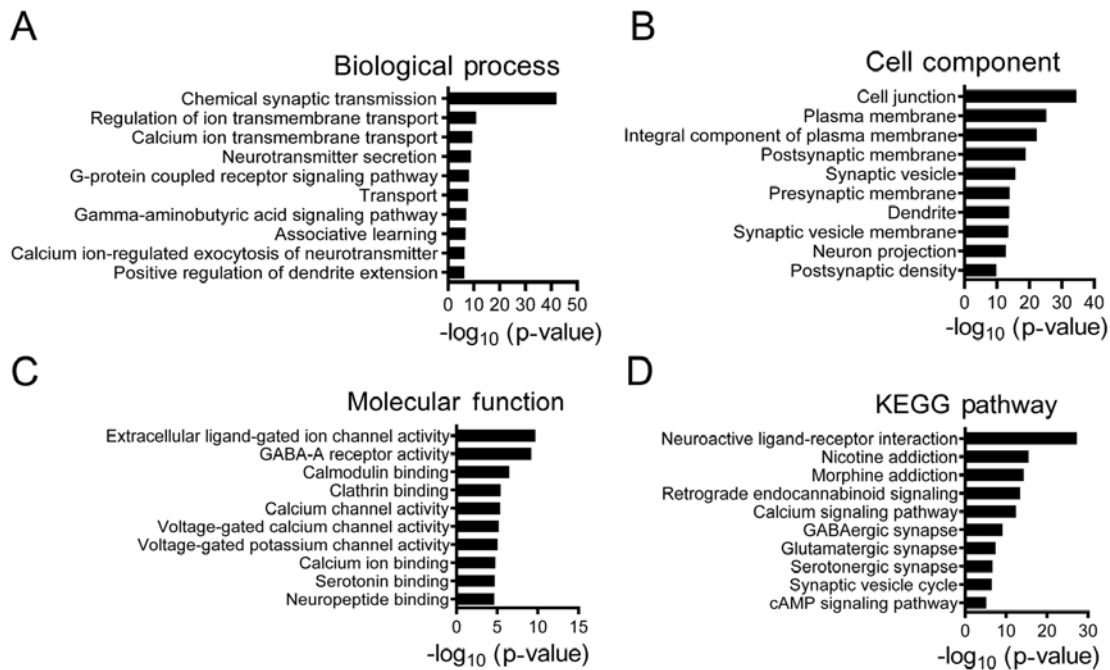 A
Biological process
Chemical synaptic transmission
Regulation of ion transmembrane transport
Calcium ion transmembrane transport
Neurotransmitter secretion
G-protein coupled receptor signaling pathway
Transport
Gamma-aminobutyric acid signaling pathway
Associative learning
Calcium ion-regulated exocytosis of neurotransmitter
Positive regulation of dendrite extension
0 10 20 30 40 50
-log10 (p-value)
B
Cell component
Cell junction
Plasma membrane
Integral component of plasma membrane
Postsynaptic membrane
Synaptic vesicle
Presynaptic membrane
Dendrite
Synaptic vesicle membrane
Neuron projection
Postsynaptic density
0 10 20 30 40
-log10 (p-value)
C
Molecular function
Extracellular ligand-gated ion channel activity
GABA-A receptor activity
Calmodulin binding
Clathrin binding
Calcium channel activity
Voltage-gated calcium channel activity
Voltage-gated potassium channel activity
Calcium ion binding
Serotonin binding
Neuropeptide binding
0 5 10 15
-log10 (p-value)
D
KEGG pathway
Neuroactive ligand-receptor interaction
Nicotine addiction
Morphine addiction
Retrograde endocannabinoid signaling
Calcium signaling pathway
GABAergic synapse
Glutamatergic synapse
Serotonergic synapse
Synaptic vesicle cycle
cAMP signaling pathway
0 10 20 30
-log10 (p-value)